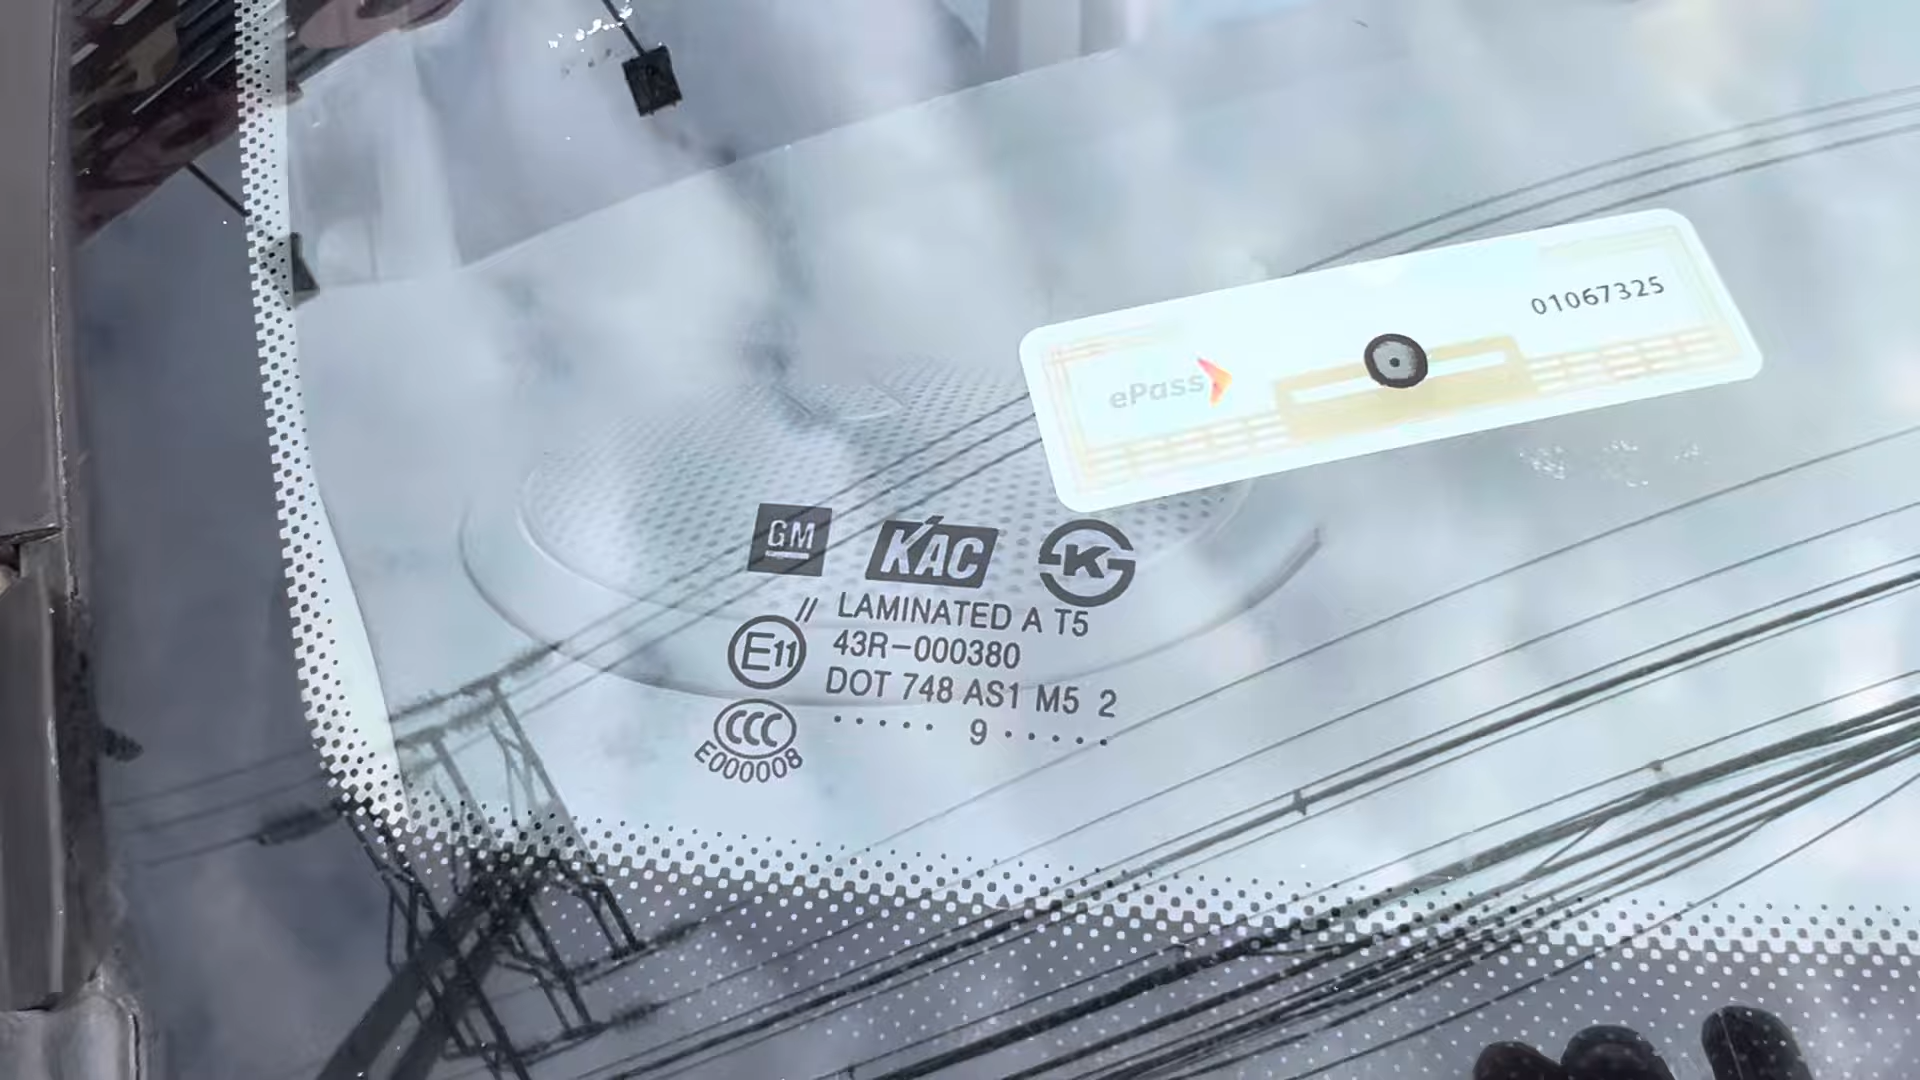 01067325
ePass
GM KAC K
// LAMINATED A T5
E11 43R-000380
DOT 748 AS1 M5 2
CCC ..... 9 .....
E000008